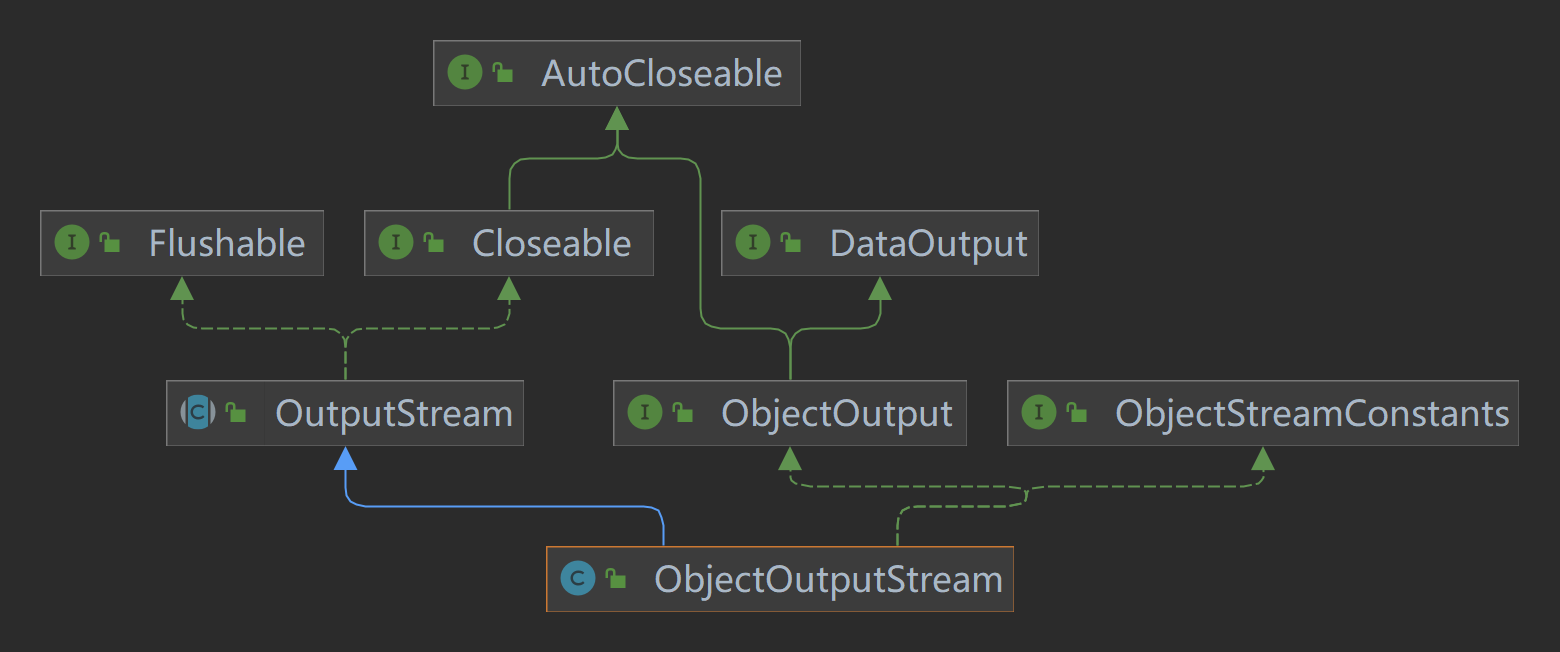 I AutoCloseable
I Flushable
I Closeable
I DataOutput
C OutputStream
I ObjectOutput
I ObjectStreamConstants
C ObjectOutputStream